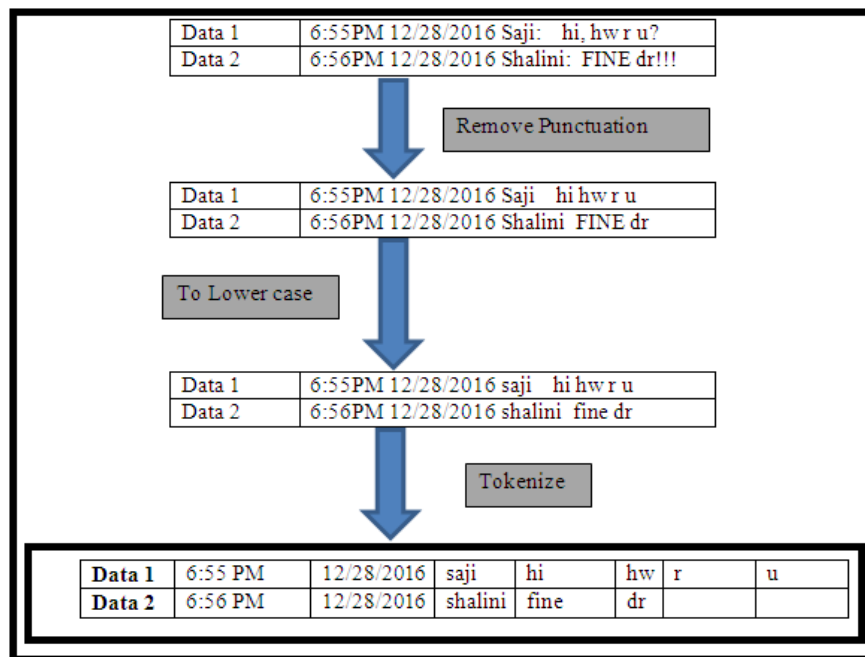 Data 1 6:55PM 12/28/2016 Saji: hi, hw r u?
Data 2 6:56PM 12/28/2016 Shalini: FINE dr!!!
Remove Punctuation
Data 1 6:55PM 12/28/2016 Saji hi hw r u
Data 2 6:56PM 12/28/2016 Shalini FINE dr
To Lower case
Data 1 6:55PM 12/28/2016 saji hi hw r u
Data 2 6:56PM 12/28/2016 shalini fine dr
Tokenize
Data 1 6:55 PM 12/28/2016 saji hi hw r u
Data 2 6:56 PM 12/28/2016 shalini fine dr